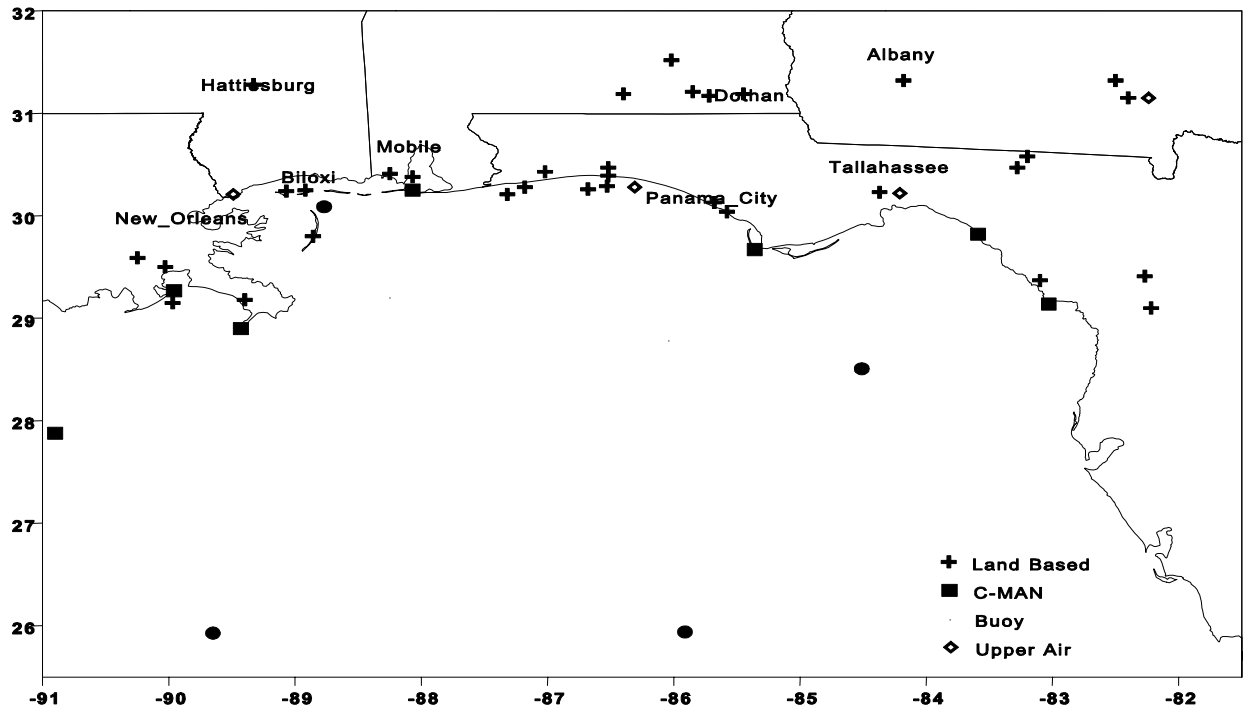 32
Albany
Hattiesburg
Dothan
31
Mobile
Tallahassee
Biloxi
Panama_City
30
New_Orleans
29
28
27
Land Based
C-MAN
26
Buoy
Upper Air
-91 -90 -89 -88 -87 -86 -85 -84 -83 -82